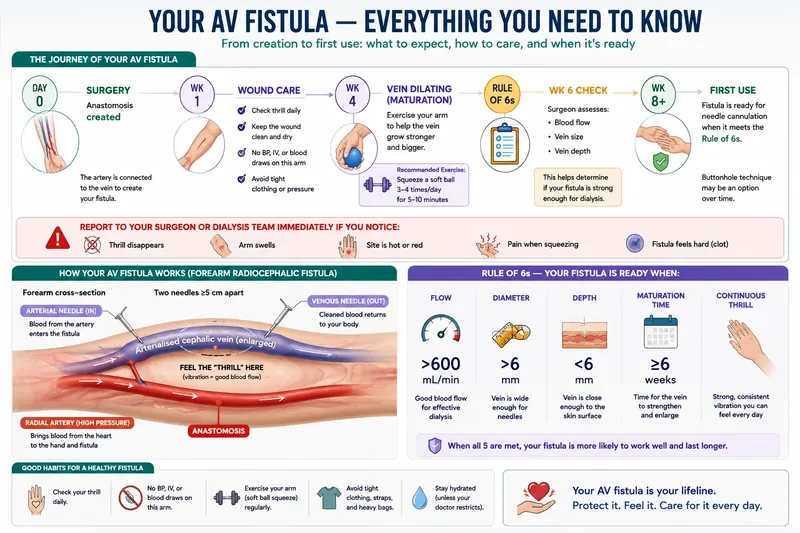 YOUR AV FISTULA — EVERYTHING YOU NEED TO KNOW
From creation to first use: what to expect, how to care, and when it's ready
THE JOURNEY OF YOUR AV FISTULA
DAY
0
SURGERY
Anastomosis
created
The artery is connected
to the vein to create
your fistula.
WK
1
WOUND CARE
Check thrill daily
Keep the wound
clean and dry
No BP, IV, or blood
draws on this arm
Avoid tight
clothing or pressure
WK
4
VEIN DILATING
(MATURATION)
Exercise your arm
to help the vein
grow stronger
and bigger.
Recommended Exercise:
Squeeze a soft ball
3–4 times/day
for 5–10 minutes
RULE
OF 6s
WK 6 CHECK
Surgeon assesses:
• Blood flow
• Vein size
• Vein depth
This helps determine
if your fistula is strong
enough for dialysis.
WK
8+
FIRST USE
Fistula is ready for
needle cannulation
when it meets the
Rule of 6s.
Buttonhole technique
may be an option
over time.
REPORT TO YOUR SURGEON OR DIALYSIS TEAM IMMEDIATELY IF YOU NOTICE:
Thrill disappears
Arm swells
Site is hot or red
Pain when squeezing
Fistula feels hard (clot)
HOW YOUR AV FISTULA WORKS (FOREARM RADIOCEPHALIC FISTULA)
Forearm cross-section
Two needles ≥5 cm apart
ARTERIAL NEEDLE (IN)
Blood from the artery
enters the fistula
VENOUS NEEDLE (OUT)
Cleaned blood returns
to your body
Arterialised cephalic vein (enlarged)
FEEL THE "THRILL" HERE
(vibration = good blood flow)
RADIAL ARTERY (HIGH PRESSURE)
Brings blood from the heart
to the hand and fistula
ANASTOMOSIS
RULE OF 6s — YOUR FISTULA IS READY WHEN:
FLOW
>600
mL/min
Good blood flow
for effective
dialysis
DIAMETER
>6
mm
Vein is wide
enough for
needles
DEPTH
<6
mm
Vein is close
enough to the
skin surface
MATURATION
TIME
≥6
weeks
Time for the vein
to strengthen
and enlarge
CONTINUOUS
THRILL
Strong, consistent
vibration you can
feel every day
When all 5 are met, your fistula is more likely to work well and last longer.
GOOD HABITS FOR A HEALTHY FISTULA
Check your thrill
daily.
No BP, IV, or
blood draws on
this arm.
Exercise your arm
(soft ball squeeze)
regularly.
Avoid tight
clothing, straps,
and heavy bags.
Stay hydrated
(unless your
doctor restricts).
Your AV fistula is your lifeline.
Protect it. Feel it. Care for it every day.